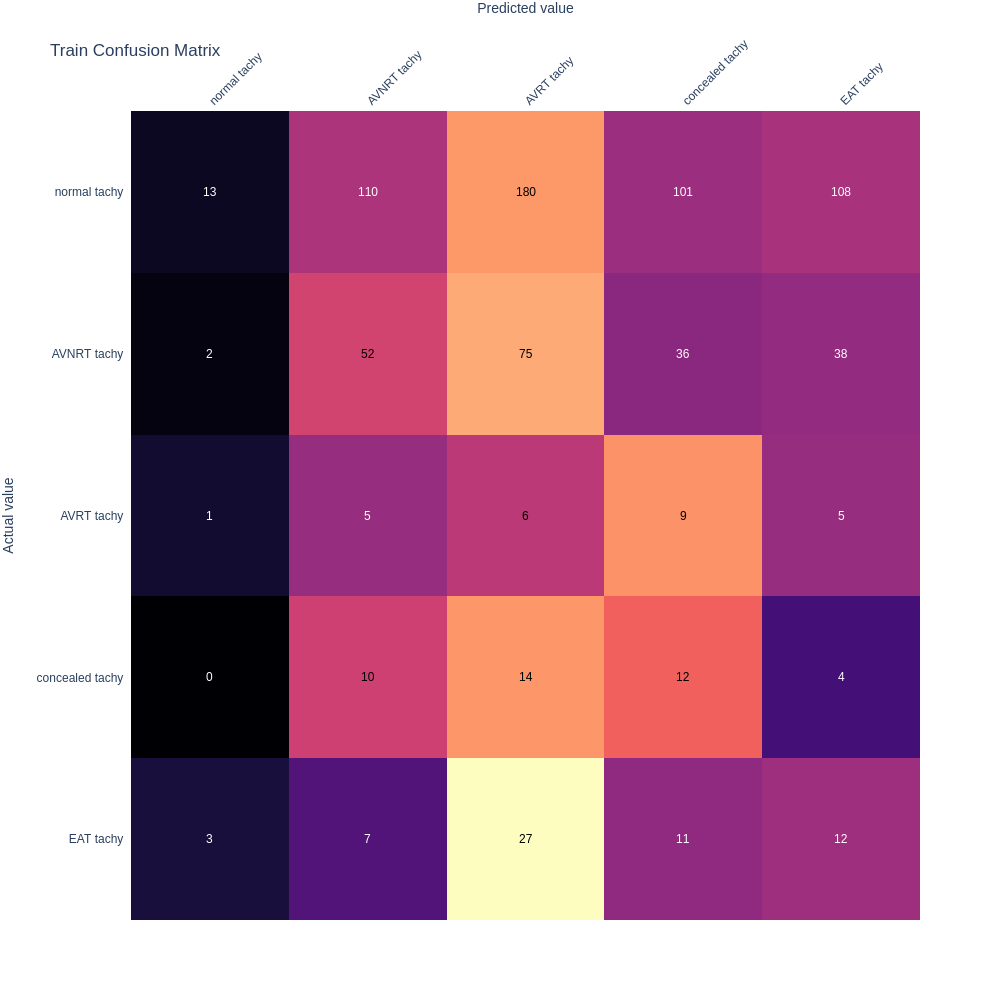 Predicted value
Train Confusion Matrix
normal tachy
AVNRT tachy
AVRT tachy
concealed tachy
EAT tachy
normal tachy 13 110 180 101 108
AVNRT tachy 2 52 75 36 38
AVRT tachy 1 5 6 9 5
concealed tachy 0 10 14 12 4
EAT tachy 3 7 27 11 12
Actual value